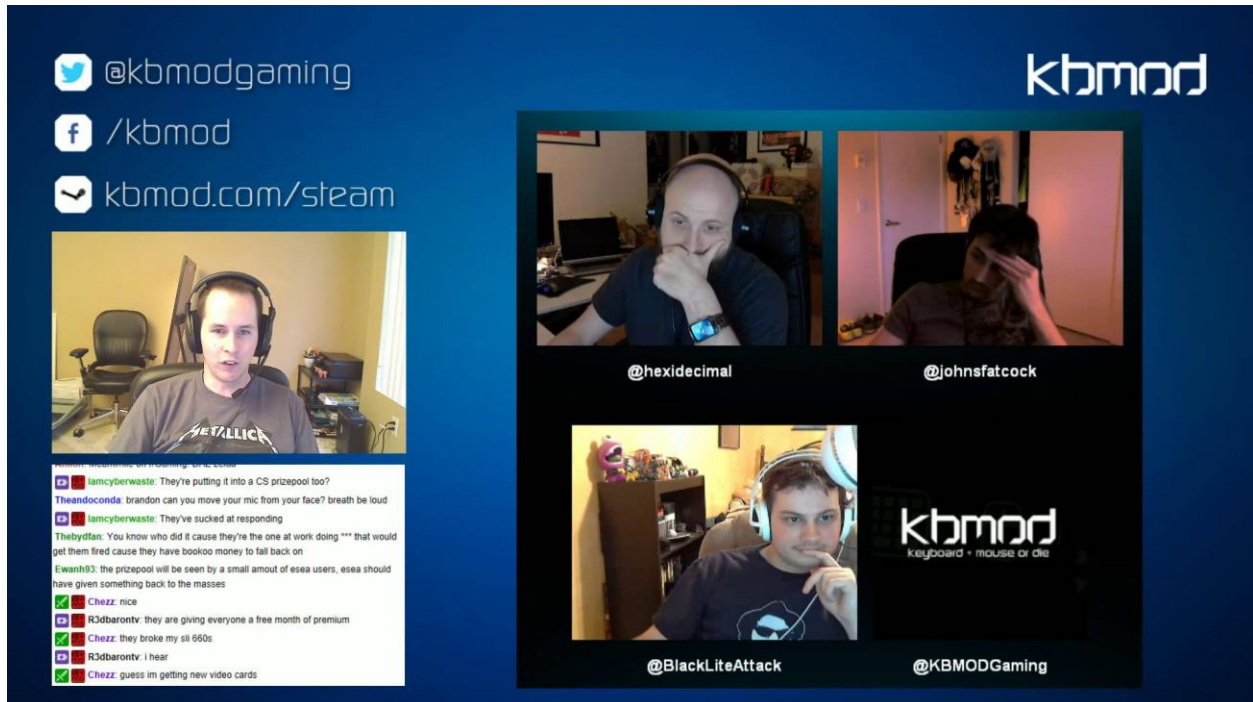 @kbmodgaming
/kbmod
kbmod.com/steam
kbmod
METALLICA
@hexidecimal
@johnsfatcock
iamcyberwaste: They're putting it into a CS prizepool too?
Theandoconda: brandon can you move your mic from your face? breath be loud
iamcyberwaste: They've sucked at responding
Thebydfan: You know who did it cause they're the one at work doing *** that would
get them fired cause they have bookoo money to fall back on
Ewanh93: the prizepool will be seen by a small amout of esea users, esea should
have given something back to the masses
Chezz: nice
R3dbarontv: they are giving everyone a free month of premium
Chezz: they broke my sli 660s
R3dbarontv: i hear
Chezz: guess im getting new video cards
kbmod
keyboard + mouse or die
@BlackLiteAttack
@KBMODGaming